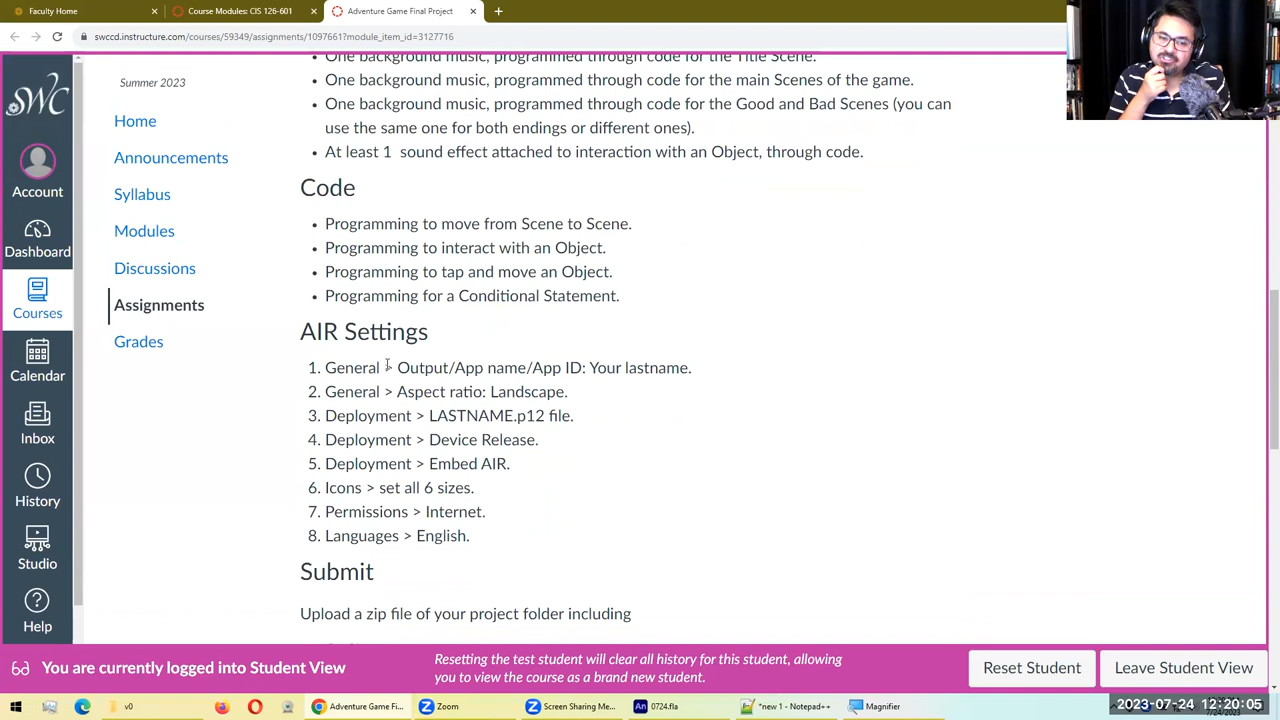 Faculty Home
Course Modules: CIS 126-601
Adventure Game Final Project
swccd.instructure.com/courses/59349/assignments/1097661?module_item_id=3127716
SWC
Account
Dashboard
Courses
Calendar
Inbox
History
Studio
Help
Summer 2023
Home
Announcements
Syllabus
Modules
Discussions
Assignments
Grades
One background music, programmed through code for the Title Scene.
One background music, programmed through code for the main Scenes of the game.
One background music, programmed through code for the Good and Bad Scenes (you can
use the same one for both endings or different ones).
At least 1 sound effect attached to interaction with an Object, through code.
Code
Programming to move from Scene to Scene.
Programming to interact with an Object.
Programming to tap and move an Object.
Programming for a Conditional Statement.
AIR Settings
1. General > Output/App name/App ID: Your lastname.
2. General > Aspect ratio: Landscape.
3. Deployment > LASTNAME.p12 file.
4. Deployment > Device Release.
5. Deployment > Embed AIR.
6. Icons > set all 6 sizes.
7. Permissions > Internet.
8. Languages > English.
Submit
Upload a zip file of your project folder including
You are currently logged into Student View
Resetting the test student will clear all history for this student, allowing
you to view the course as a brand new student.
Reset Student
Leave Student View
v0
Adventure Game Fi...
Zoom
Screen Sharing Me...
0724.fla
*new 1 - Notepad++
Magnifier
2023-07-24 12:20:05